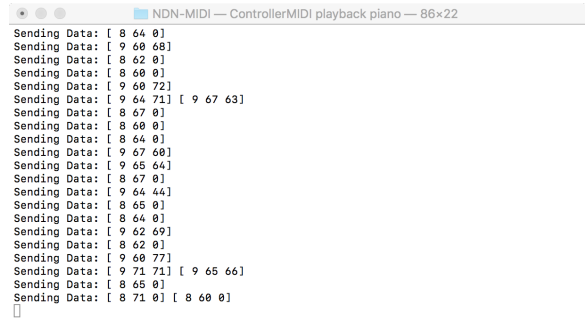 NDN-MIDI — ControllerMIDI playback piano — 86×22
Sending Data: [ 8 64 0]
Sending Data: [ 9 60 68]
Sending Data: [ 8 62 0]
Sending Data: [ 8 60 0]
Sending Data: [ 9 60 72]
Sending Data: [ 9 64 71] [ 9 67 63]
Sending Data: [ 8 67 0]
Sending Data: [ 8 60 0]
Sending Data: [ 8 64 0]
Sending Data: [ 9 67 60]
Sending Data: [ 9 65 64]
Sending Data: [ 8 67 0]
Sending Data: [ 9 64 44]
Sending Data: [ 8 65 0]
Sending Data: [ 8 64 0]
Sending Data: [ 9 62 69]
Sending Data: [ 8 62 0]
Sending Data: [ 9 60 77]
Sending Data: [ 9 71 71] [ 9 65 66]
Sending Data: [ 8 65 0]
Sending Data: [ 8 71 0] [ 8 60 0]